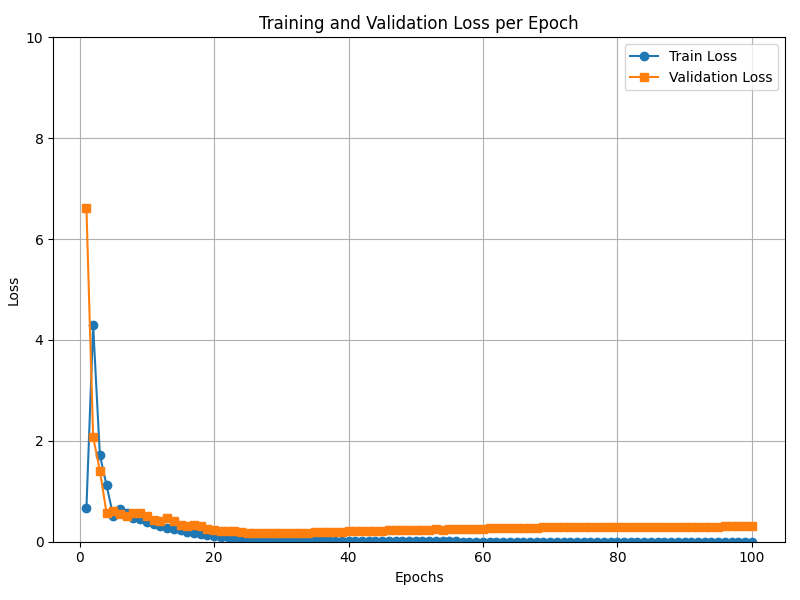 Training and Validation Loss per Epoch
Train Loss
Validation Loss
Loss
10
8
6
4
2
0
0 20 40 60 80 100
Epochs